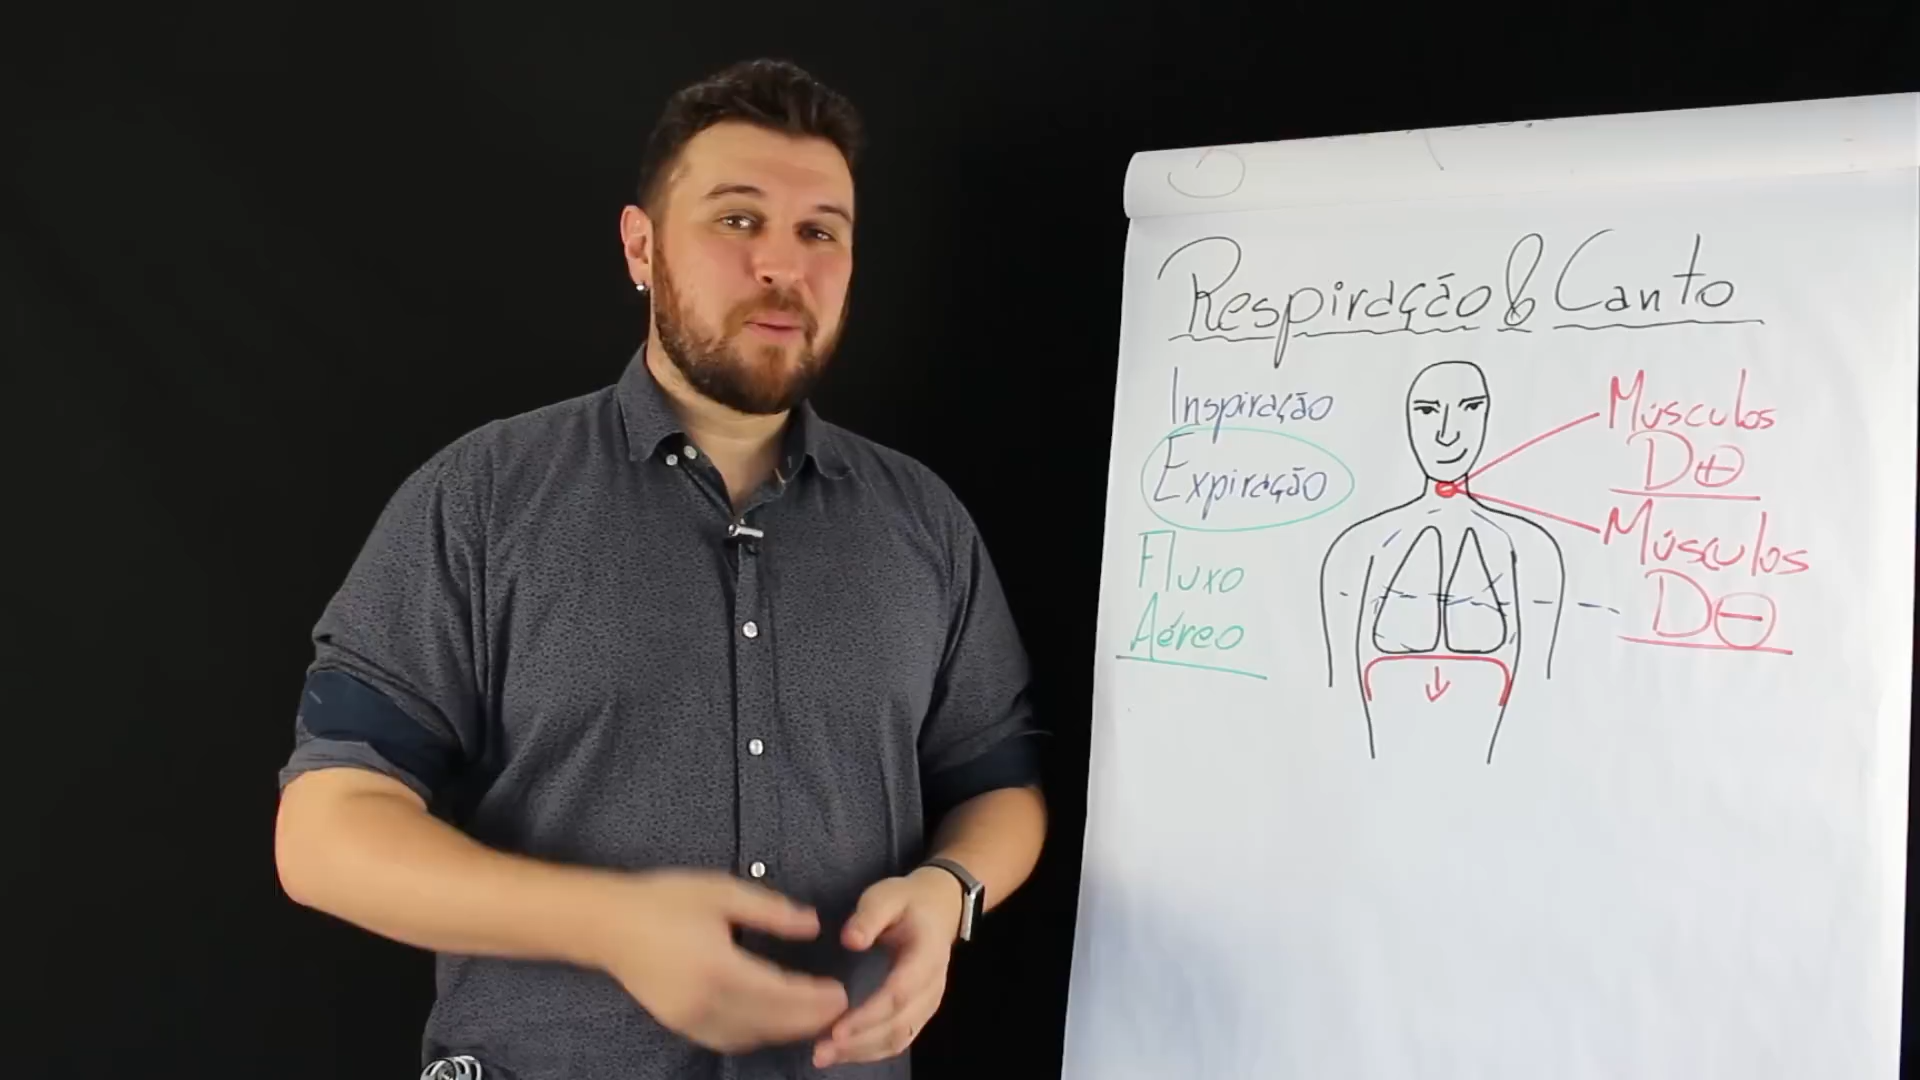 Respiração & Canto
Inspiração
Expiração
Fluxo
Aéreo
Músculos
D+
Músculos
D-